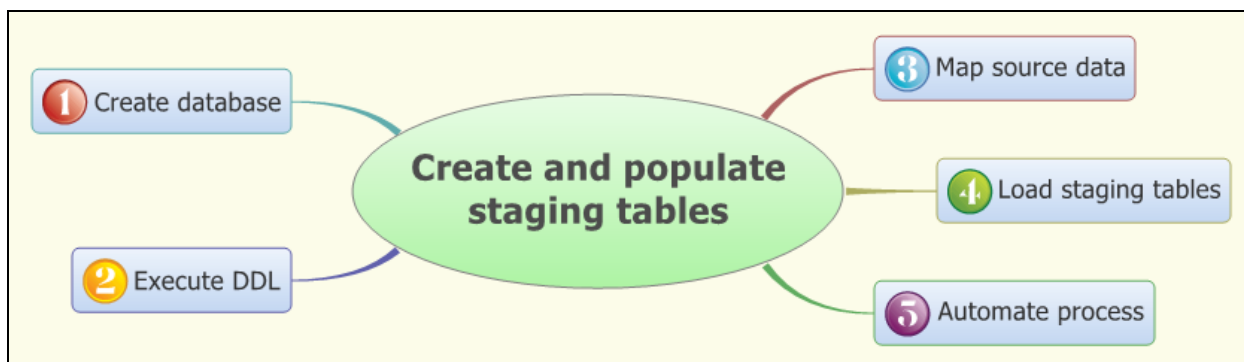 1 Create database
2 Execute DDL
Create and populate
staging tables
3 Map source data
4 Load staging tables
5 Automate process